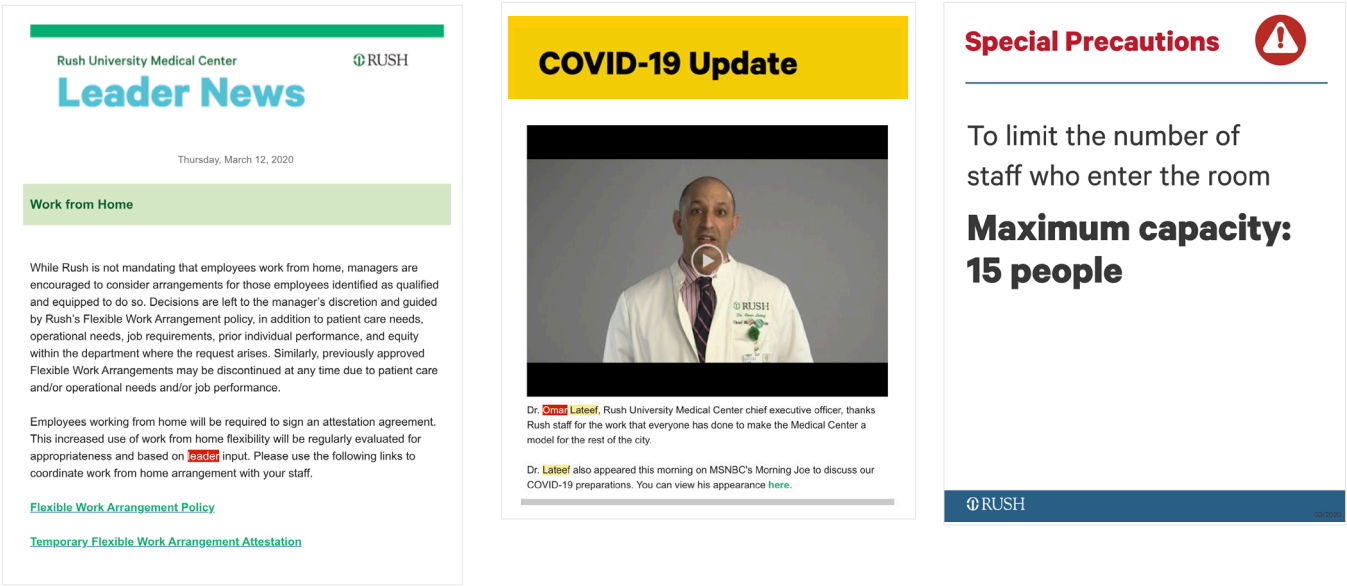 Rush University Medical Center
RUSH
Leader News
Thursday, March 12, 2020
Work from Home
While Rush is not mandating that employees work from home, managers are
encouraged to consider arrangements for those employees identified as qualified
and equipped to do so. Decisions are left to the manager's discretion and guided
by Rush's Flexible Work Arrangement policy, in addition to patient care needs,
operational needs, job requirements, prior individual performance, and equity
within the department where the request arises. Similarly, previously approved
Flexible Work Arrangements may be discontinued at any time due to patient care
and/or operational needs and/or job performance.
Employees working from home will be required to sign an attestation agreement.
This increased use of work from home flexibility will be regularly evaluated for
appropriateness and based on leader input. Please use the following links to
coordinate work from home arrangement with your staff.
Flexible Work Arrangement Policy
Temporary Flexible Work Arrangement Attestation
COVID-19 Update
RUSH
Dr. Omar Lateef, Rush University Medical Center chief executive officer, thanks
Rush staff for the work that everyone has done to make the Medical Center a
model for the rest of the city.
Dr. Lateef also appeared this morning on MSNBC's Morning Joe to discuss our
COVID-19 preparations. You can view his appearance here.
Special Precautions
To limit the number of
staff who enter the room
Maximum capacity:
15 people
RUSH